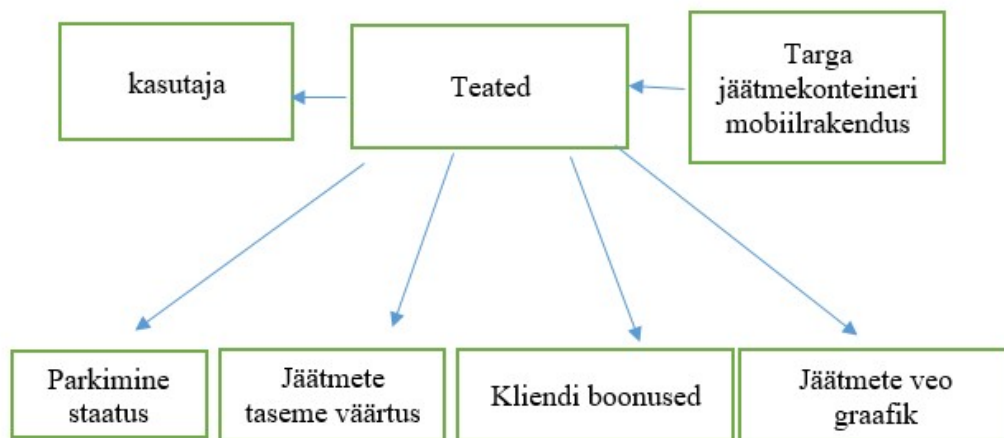 kasutaja
Teated
Targa
jäätmekonteineri
mobiilrakendus
Parkimine
staatus
Jäätmete
taseme väärtus
Kliendi boonused
Jäätmete veo
graafik